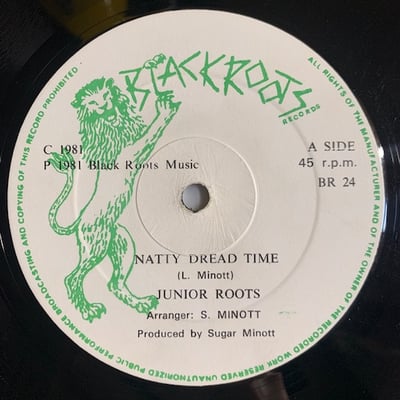 BLACKROOTS
RECORDS
C 1981
P 1981 Black Roots Music
A SIDE
45 r.p.m.
BR 24
NATTY DREAD TIME
(L. Minott)
JUNIOR ROOTS
Arranger: S. MINOTT
Produced by Sugar Minott
ALL RIGHTS OF THE MANUFACTURER AND OF THE OWNER OF THE RECORDED WORK RESERVED UNAUTHORIZED PUBLIC PERFORMANCE BROADCASTING AND COPYING OF THIS RECORD PROHIBITED